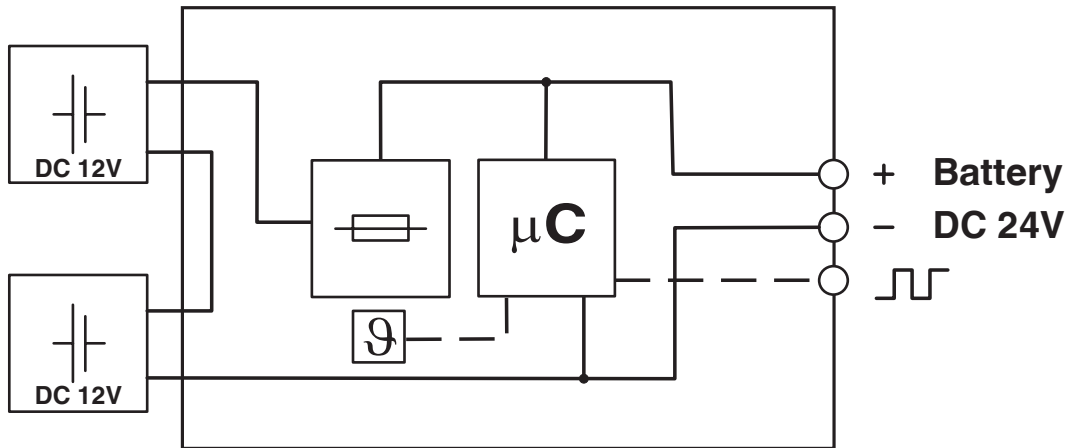 DC 12V
DC 12V
μC
ϑ
+ Battery
− DC 24V